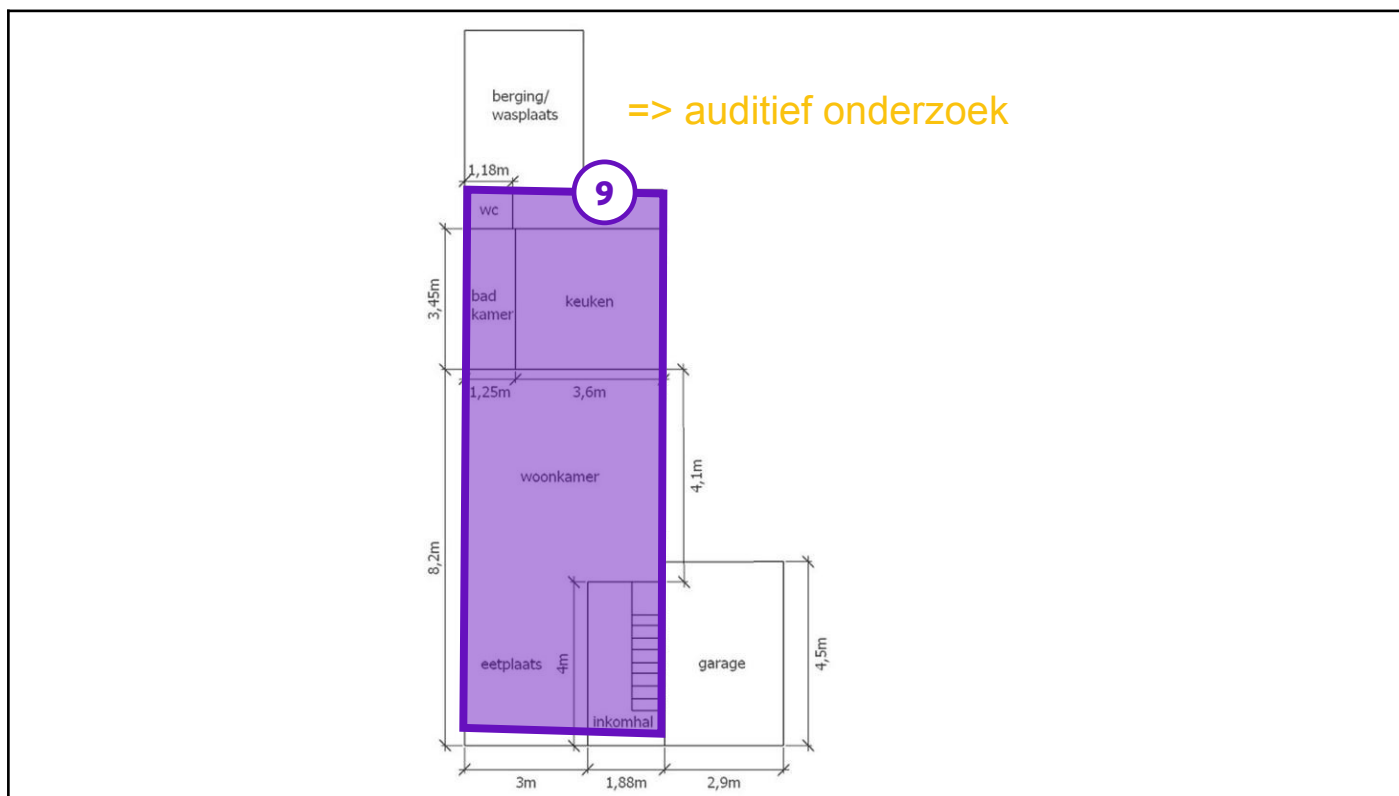 berging/
wasplaats
=> auditief onderzoek
1,18m
9
wc
3,45m
bad
kamer
keuken
1,25m
3,6m
woonkamer
4,1m
8,2m
eetplaats
4m
inkomhal
garage
4,5m
3m
1,88m
2,9m